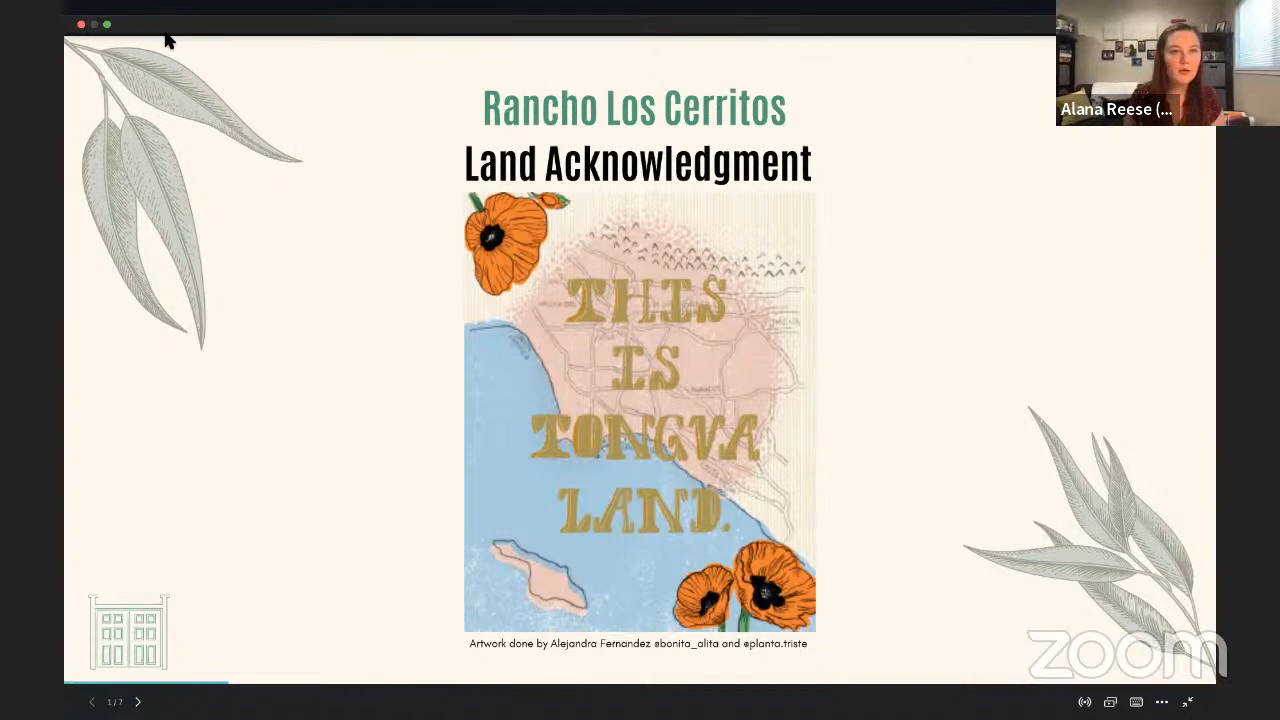 Rancho Los Cerritos
Land Acknowledgment
Alana Reese (...
THIS
IS
TONGVA
LAND.
Artwork done by Alejandra Fernandez @bonita_alita and @planta.triste
zoom
1/7